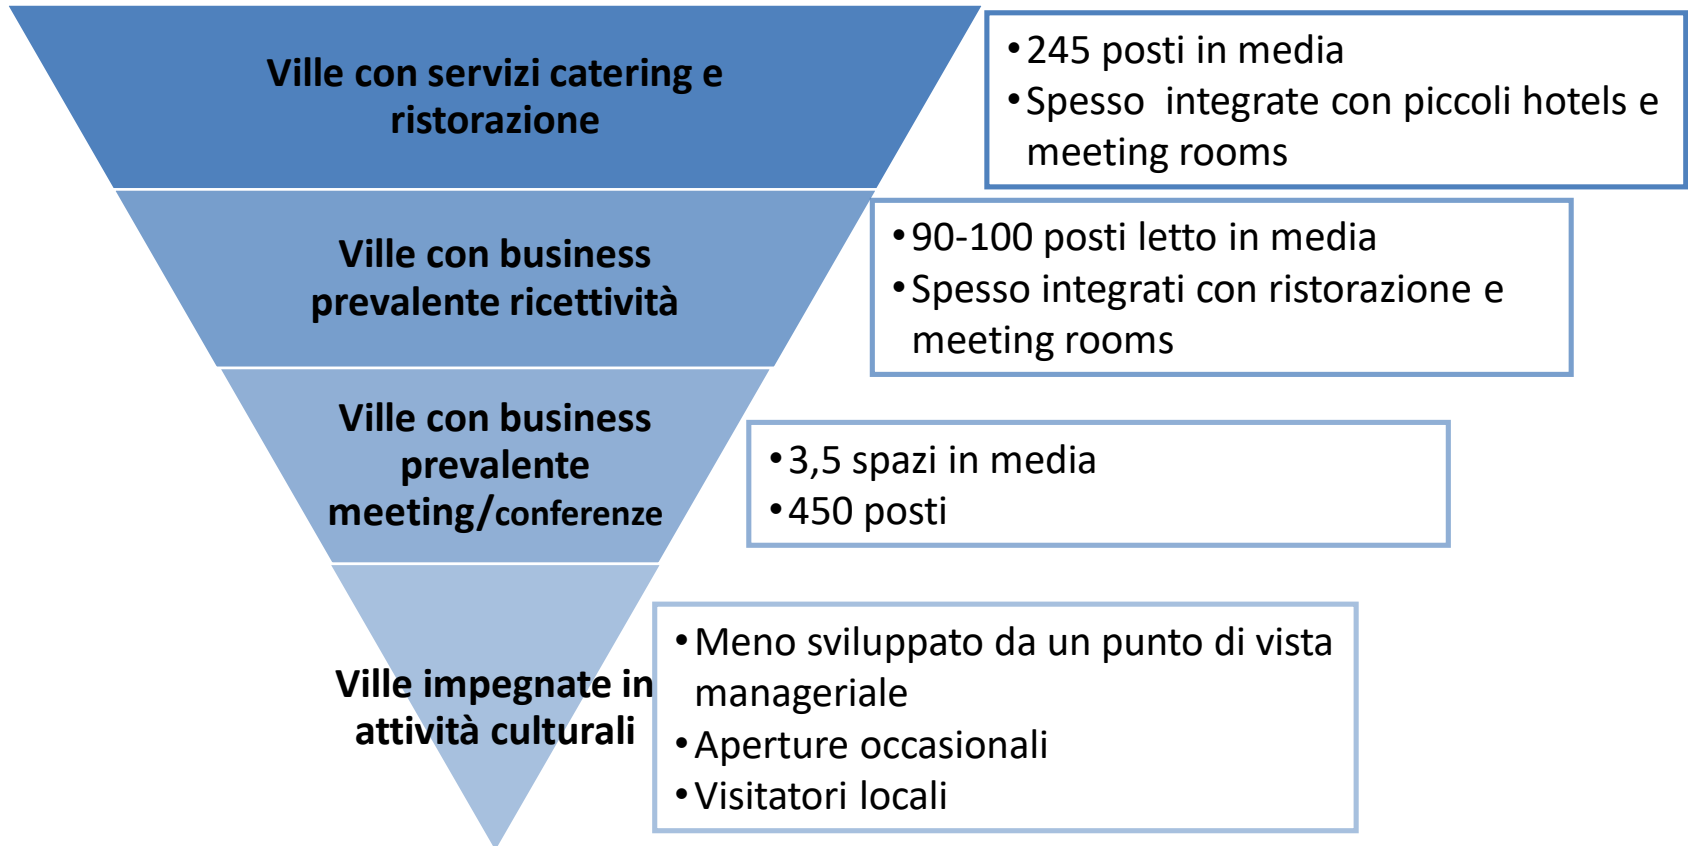 Ville con servizi catering e
ristorazione
• 245 posti in media
• Spesso  integrate con piccoli hotels e
meeting rooms
Ville con business
prevalente ricettività
• 90-100 posti letto in media
• Spesso integrati con ristorazione e
meeting rooms
Ville con business
prevalente
meeting/conferenze
• 3,5 spazi in media
• 450 posti
Ville impegnate in
attività culturali
• Meno sviluppato da un punto di vista
manageriale
• Aperture occasionali
• Visitatori locali